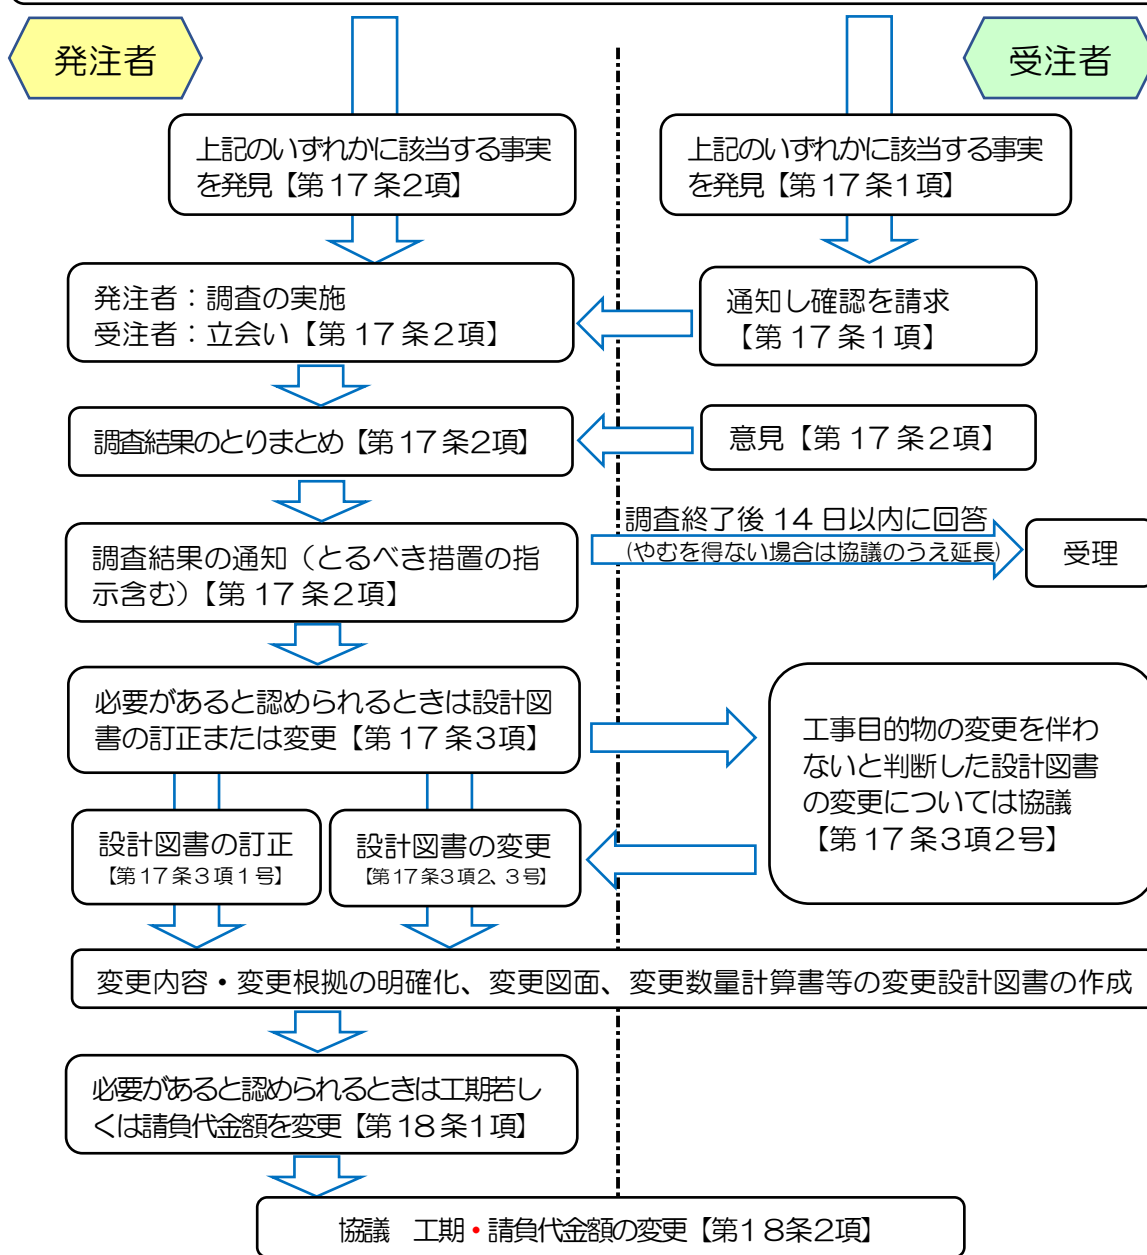 発注者
受注者
上記のいずれかに該当する事実
を発見【第17条2項】
上記のいずれかに該当する事実
を発見【第17条1項】
発注者：調査の実施
受注者：立会い【第17条2項】
通知し確認を請求
【第17条1項】
調査結果のとりまとめ【第17条2項】
意見【第17条2項】
調査結果の通知（とるべき措置の指
示含む）【第17条2項】
調査終了後14日以内に回答
(やむを得ない場合は協議のうえ延長)
受理
必要があると認められるときは設計図
書の訂正または変更【第17条3項】
工事目的物の変更を伴わ
ないと判断した設計図書
の変更については協議
【第17条3項2号】
設計図書の訂正
【第17条3項1号】
設計図書の変更
【第17条3項2、3号】
変更内容・変更根拠の明確化、変更図面、変更数量計算書等の変更設計図書の作成
必要があると認められるときは工期若し
くは請負代金額を変更【第18条1項】
協議　工期・請負代金額の変更【第18条2項】